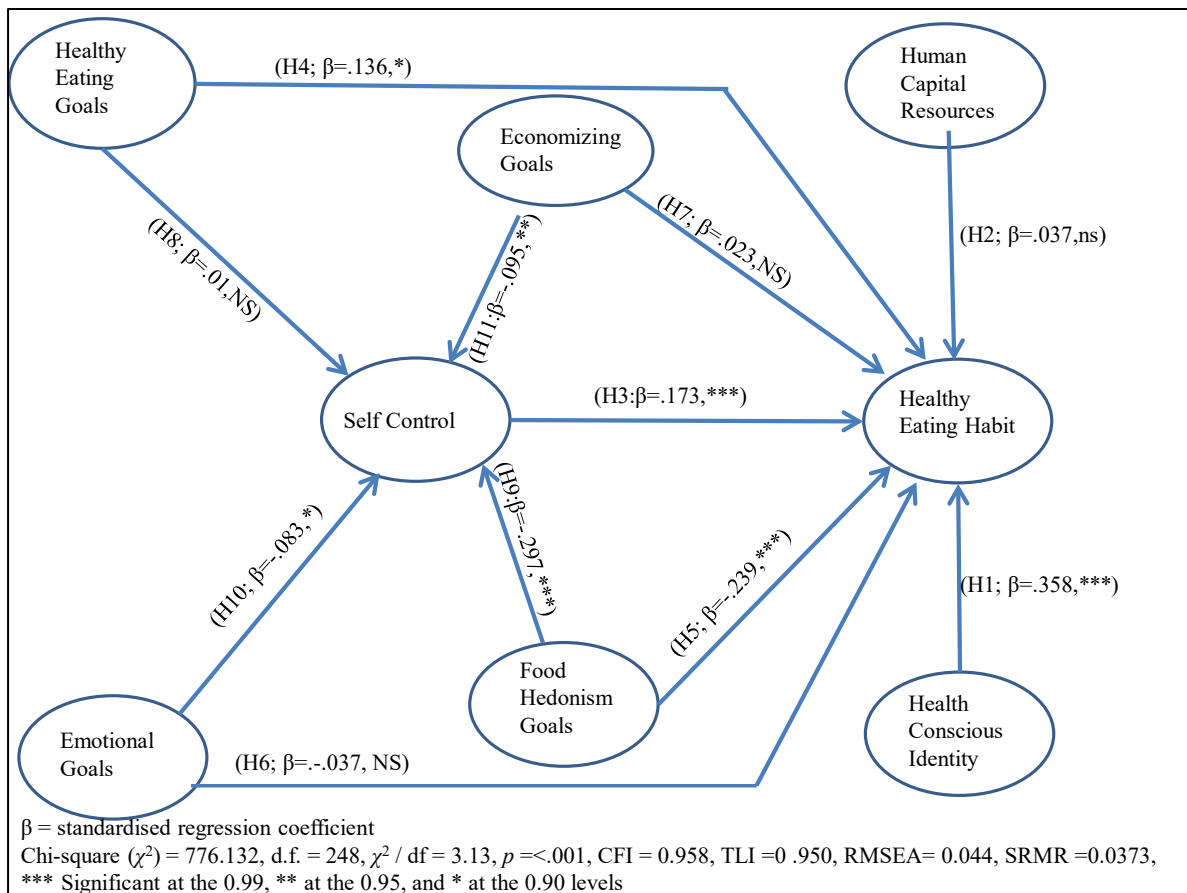 Healthy
Eating
Goals
(H4; β=.136,*)
Human
Capital
Resources
Economizing
Goals
(H8; β=.01,NS)
(H11:β=-.095,**)
(H7; β=.023,NS)
(H2; β=.037,ns)
Self Control
(H3:β=.173,***)
Healthy
Eating Habit
(H10; β=-.083,*)
(H9:β=-.297, ***)
(H5; β=-.239,***)
(H1; β=.358,***)
Emotional
Goals
Food
Hedonism
Goals
Health
Conscious
Identity
(H6; β=.-.037, NS)
β = standardised regression coefficient
Chi-square (χ²) = 776.132, d.f. = 248, χ² / df = 3.13, p =<.001, CFI = 0.958, TLI =0 .950, RMSEA= 0.044, SRMR =0.0373,
*** Significant at the 0.99, ** at the 0.95, and * at the 0.90 levels